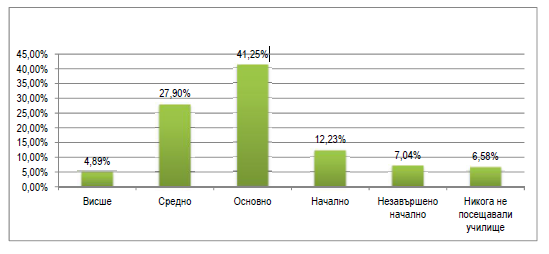 45,00%
40,00%
35,00%
30,00%
25,00%
20,00%
15,00%
10,00%
5,00%
0,00%
4,89%
27,90%
41,25%
12,23%
7,04%
6,58%
Висше
Средно
Основно
Начално
Незавършено
начално
Никога не
посещавали
училище